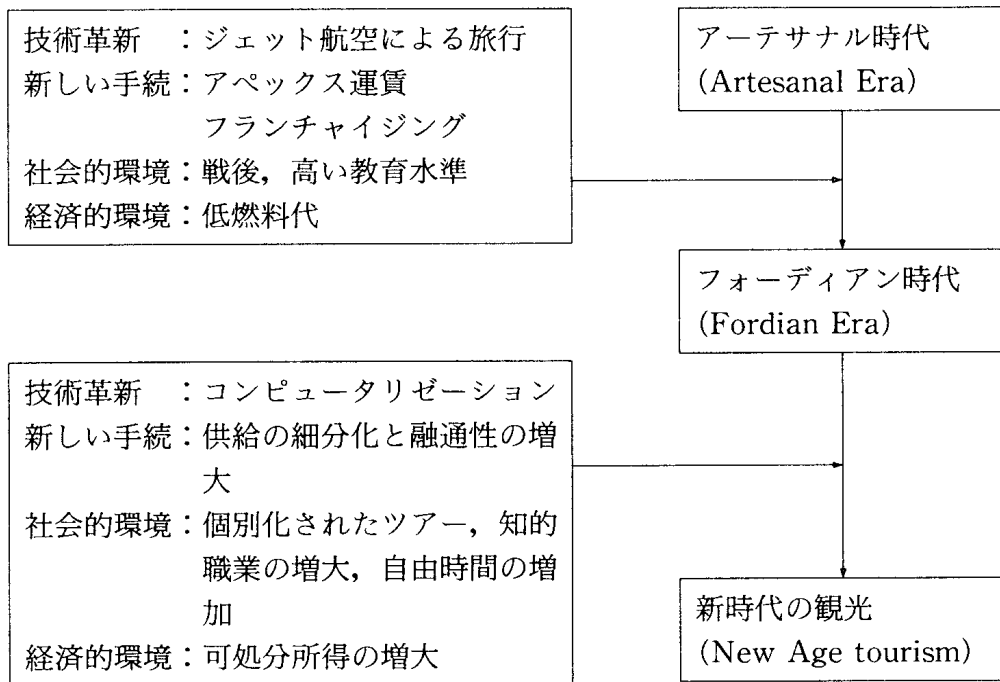 技術革新　：ジェット航空による旅行
新しい手続：アペックス運賃
フランチャイジング
社会的環境：戦後，高い教育水準
経済的環境：低燃料代
アーテサナル時代
(Artesanal Era)
フォーディアン時代
(Fordian Era)
技術革新　：コンピュータリゼーション
新しい手続：供給の細分化と融通性の増
大
社会的環境：個別化されたツアー，知的
職業の増大，自由時間の増
加
経済的環境：可処分所得の増大
新時代の観光
(New Age tourism)